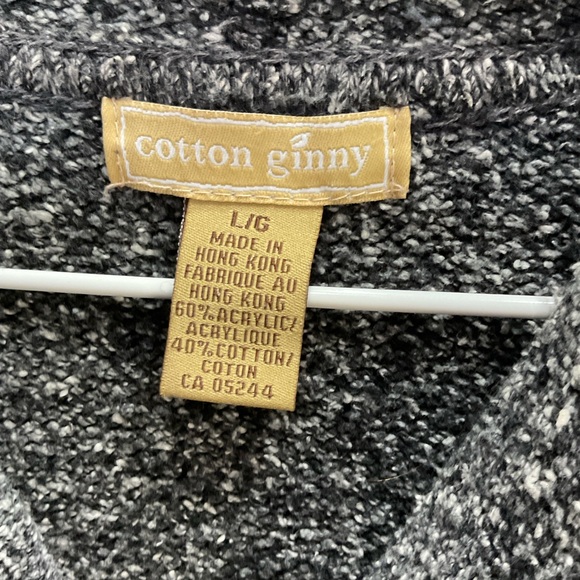 cotton ginny
L/G
MADE IN
HONG KONG
FABRIQUE AU
HONG KONG
60% ACRYLIC/
ACRYLIQUE
40% COTTON/
COTON
CA 05244